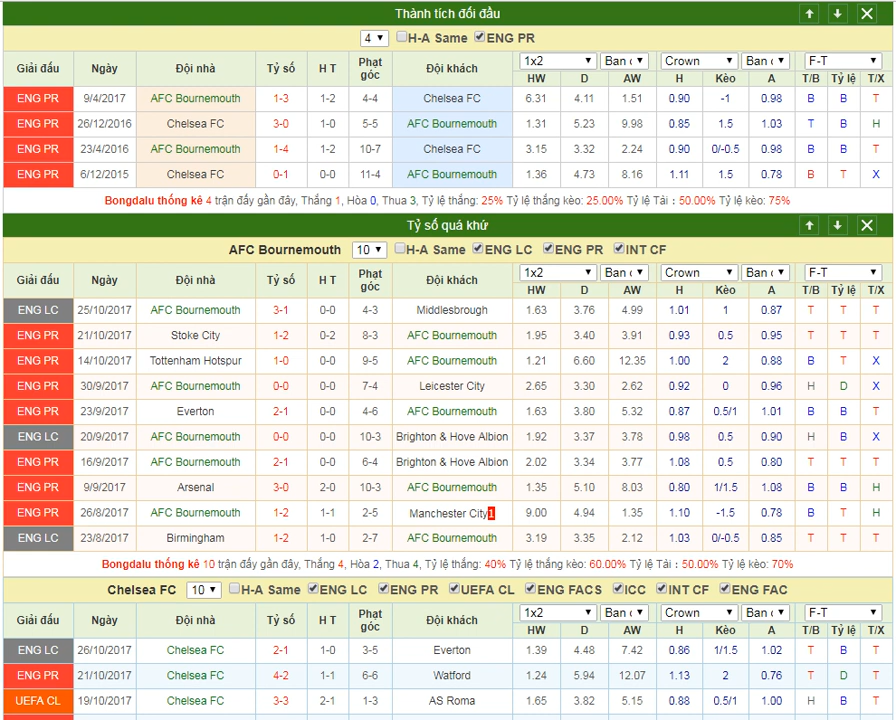 Thành tích đối đầu
4 H-A Same ENG PR
Giải đấu Ngày Đội nhà Tỷ số H T Phạt góc Đội khách 1x2 Ban Crown Ban F-T
HW D AW H Kèo A T/B Tỷ lệ T/X
ENG PR 9/4/2017 AFC Bournemouth 1-3 1-2 4-4 Chelsea FC 6.31 4.11 1.51 0.90 -1 0.98 B B T
ENG PR 26/12/2016 Chelsea FC 3-0 1-0 5-5 AFC Bournemouth 1.31 5.23 9.98 0.85 1.5 1.03 T B H
ENG PR 23/4/2016 AFC Bournemouth 1-4 1-2 10-7 Chelsea FC 3.15 3.32 2.24 0.90 0/-0.5 0.98 B B T
ENG PR 6/12/2015 Chelsea FC 0-1 0-0 11-4 AFC Bournemouth 1.36 4.73 8.16 1.11 1.5 0.78 B T X
Bongdalu thống kê 4 trận đấy gần đây, Thắng 1, Hòa 0, Thua 3, Tỷ lệ thắng: 25% Tỷ lệ thắng kèo: 25.00% Tỷ lệ Tài : 50.00% Tỷ lệ kèo: 75%
Tỷ số quá khứ
AFC Bournemouth 10 H-A Same ENG LC ENG PR INT CF
Giải đấu Ngày Đội nhà Tỷ số H T Phạt góc Đội khách 1x2 Ban Crown Ban F-T
HW D AW H Kèo A T/B Tỷ lệ T/X
ENG LC 25/10/2017 AFC Bournemouth 3-1 0-0 4-3 Middlesbrough 1.63 3.76 4.99 1.01 1 0.87 T T T
ENG PR 21/10/2017 Stoke City 1-2 0-2 8-3 AFC Bournemouth 1.95 3.40 3.91 0.93 0.5 0.95 T T T
ENG PR 14/10/2017 Tottenham Hotspur 1-0 0-0 9-5 AFC Bournemouth 1.21 6.60 12.35 1.00 2 0.88 B T X
ENG PR 30/9/2017 AFC Bournemouth 0-0 0-0 7-4 Leicester City 2.65 3.30 2.62 0.92 0 0.96 H D X
ENG PR 23/9/2017 Everton 2-1 0-0 4-6 AFC Bournemouth 1.63 3.80 5.32 0.87 0.5/1 1.01 B B T
ENG LC 20/9/2017 AFC Bournemouth 0-0 0-0 10-3 Brighton & Hove Albion 1.92 3.37 3.78 0.98 0.5 0.90 H B X
ENG PR 16/9/2017 AFC Bournemouth 2-1 0-0 6-4 Brighton & Hove Albion 2.02 3.34 3.77 1.08 0.5 0.80 T T T
ENG PR 9/9/2017 Arsenal 3-0 2-0 10-3 AFC Bournemouth 1.35 5.10 8.03 0.80 1/1.5 1.08 B B H
ENG PR 26/8/2017 AFC Bournemouth 1-2 1-1 2-5 Manchester City 1 9.00 4.94 1.35 1.10 -1.5 0.78 B T H
ENG LC 23/8/2017 Birmingham 1-2 1-0 2-7 AFC Bournemouth 3.19 3.35 2.12 1.03 0/-0.5 0.85 T T T
Bongdalu thống kê 10 trận đấy gần đây, Thắng 4, Hòa 2, Thua 4, Tỷ lệ thắng: 40% Tỷ lệ thắng kèo: 60.00% Tỷ lệ Tài : 50.00% Tỷ lệ kèo: 70%
Chelsea FC 10 H-A Same ENG LC ENG PR UEFA CL ENG FACS ICC INT CF ENG FAC
Giải đấu Ngày Đội nhà Tỷ số H T Phạt góc Đội khách 1x2 Ban Crown Ban F-T
HW D AW H Kèo A T/B Tỷ lệ T/X
ENG LC 26/10/2017 Chelsea FC 2-1 1-0 3-5 Everton 1.39 4.48 7.42 0.86 1/1.5 1.02 T B T
ENG PR 21/10/2017 Chelsea FC 4-2 1-1 6-6 Watford 1.24 5.94 12.07 1.13 2 0.76 T D T
UEFA CL 19/10/2017 Chelsea FC 3-3 2-1 1-3 AS Roma 1.65 3.82 5.15 0.88 0.5/1 1.00 H B T